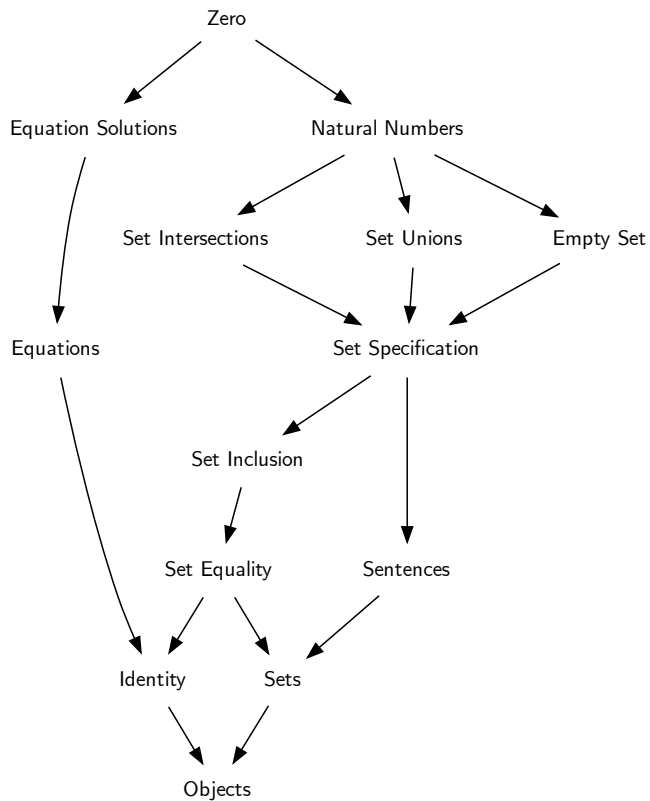 Zero
Equation Solutions
Natural Numbers
Set Intersections
Set Unions
Empty Set
Equations
Set Specification
Set Inclusion
Set Equality
Sentences
Identity
Sets
Objects